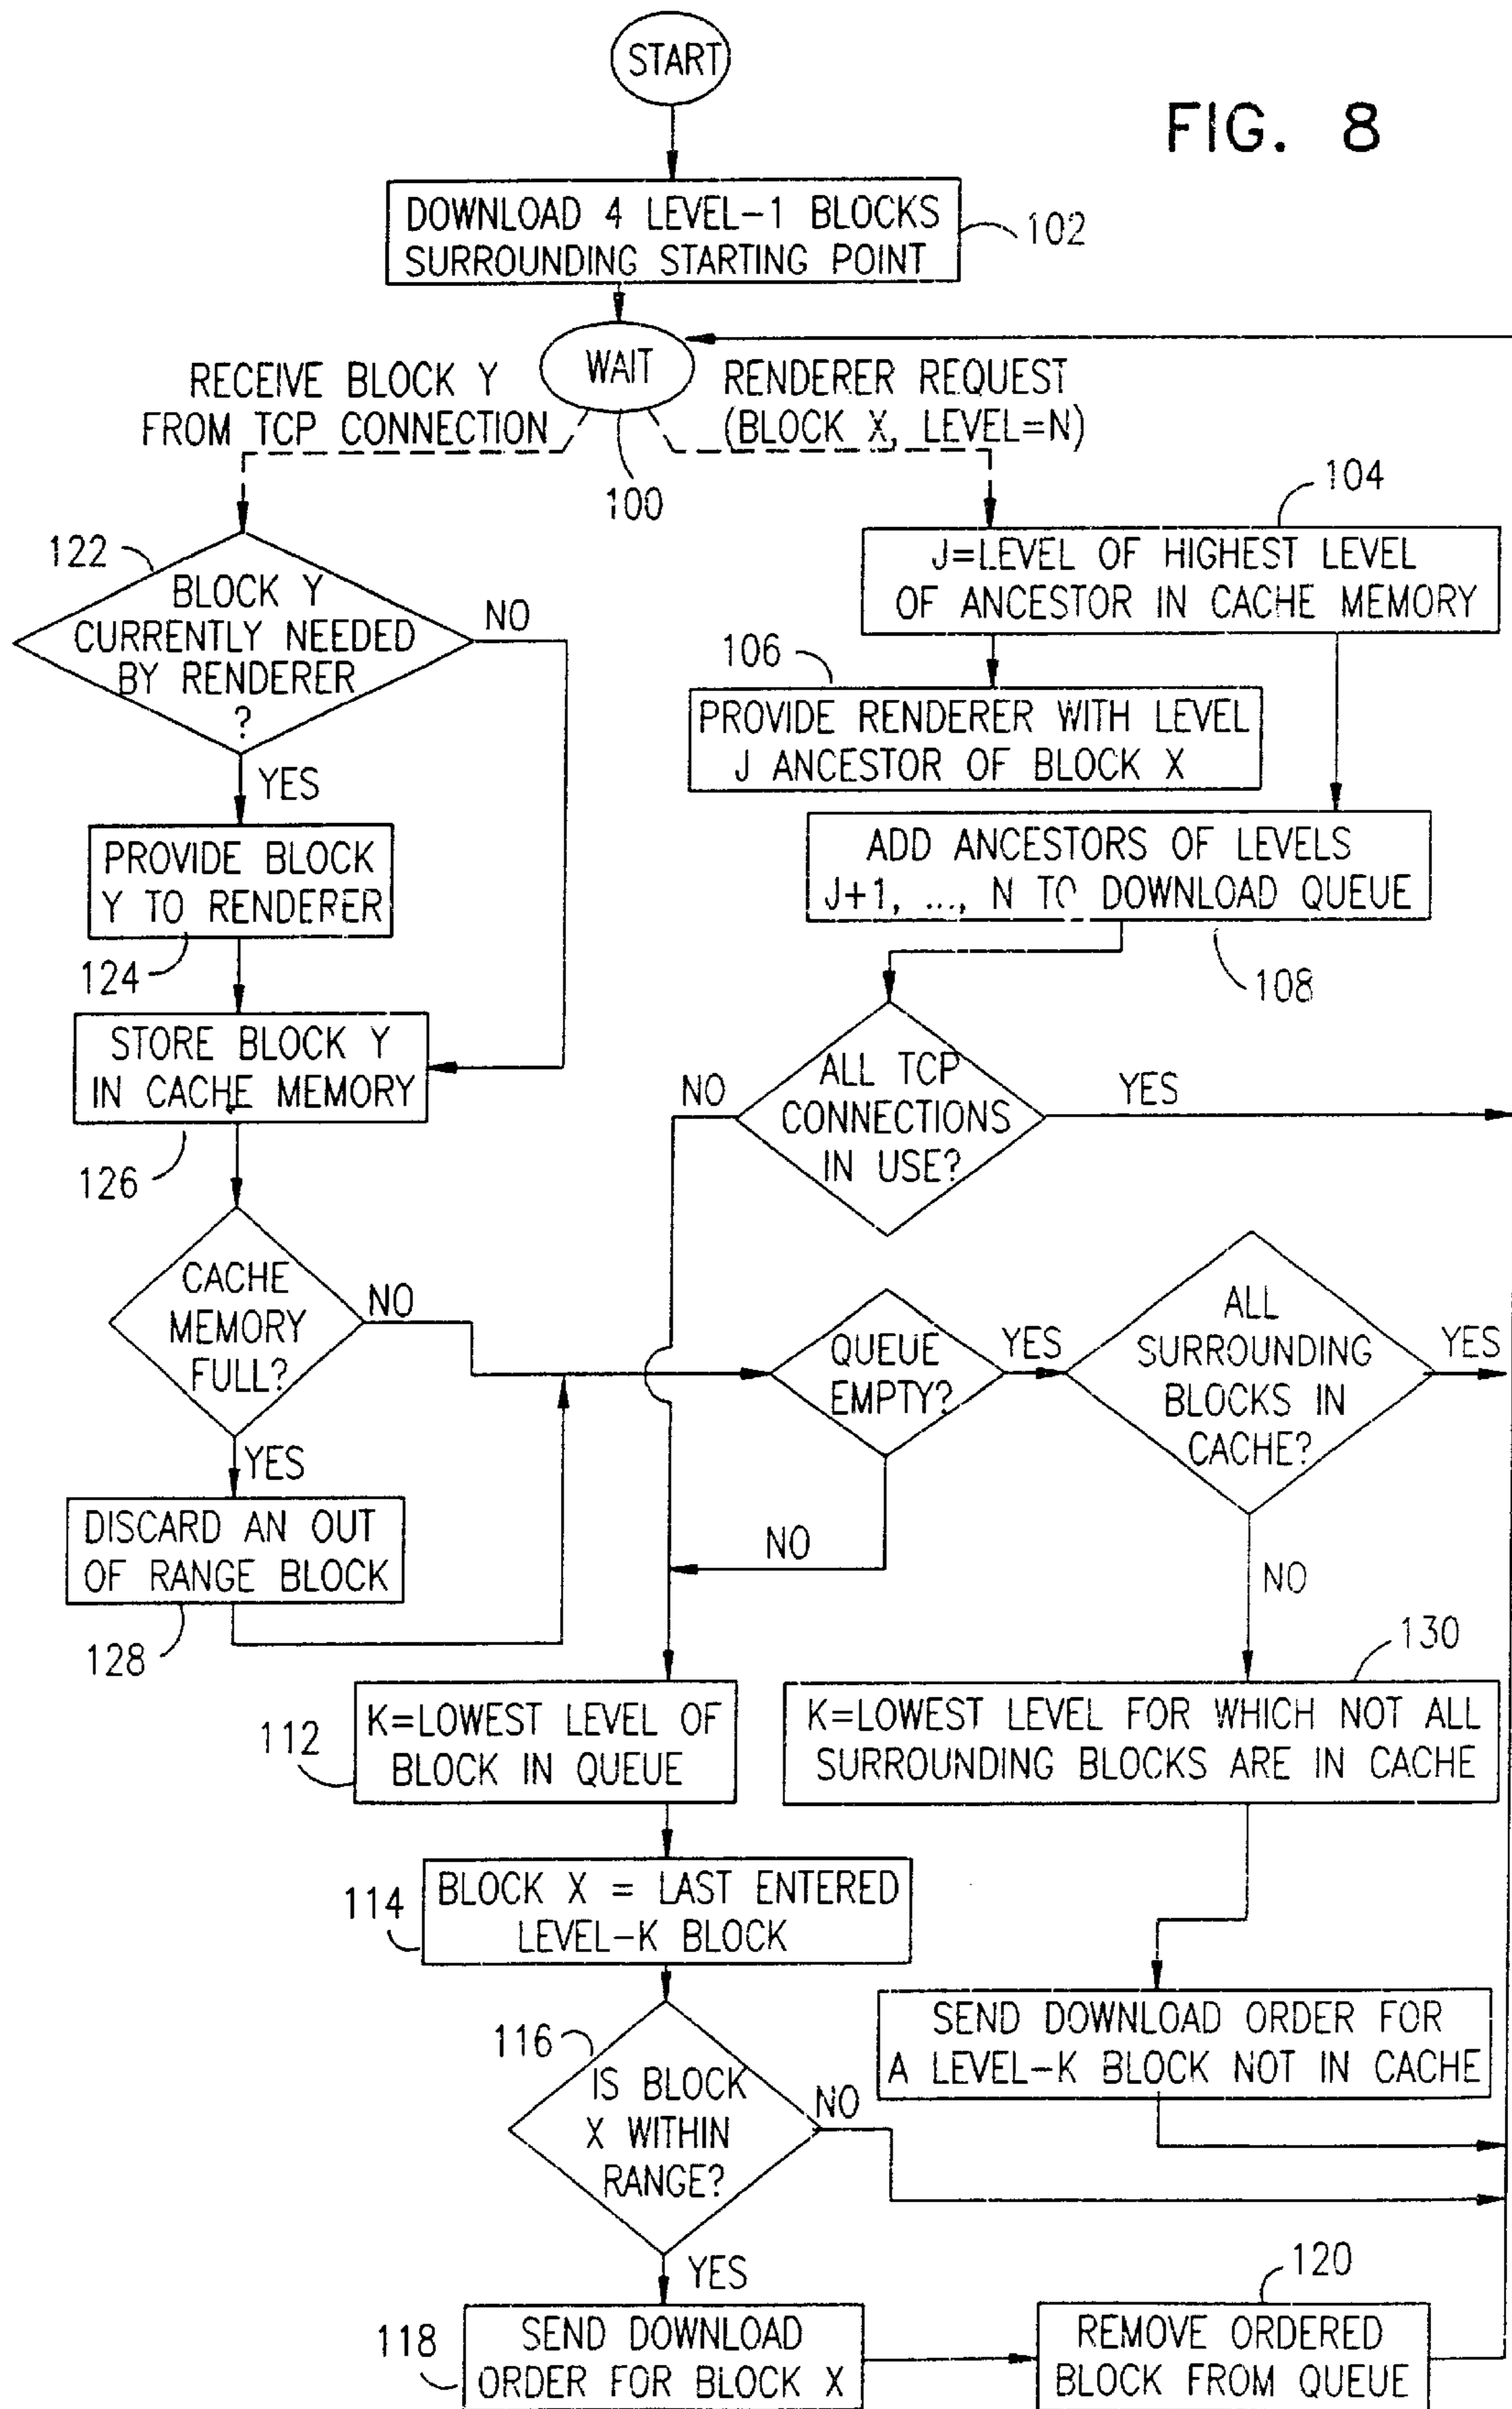 START
FIG. 8
DOWNLOAD 4 LEVEL-1 BLOCKS
SURROUNDING STARTING POINT
102
WAIT
100
RECEIVE BLOCK Y
FROM TCP CONNECTION
RENDERER REQUEST
(BLOCK X, LEVEL=N)
104
J=LEVEL OF HIGHEST LEVEL
OF ANCESTOR IN CACHE MEMORY
122
BLOCK Y
CURRENTLY NEEDED
BY RENDERER
?
NO
YES
106
PROVIDE RENDERER WITH LEVEL
J ANCESTOR OF BLOCK X
PROVIDE BLOCK
Y TO RENDERER
124
ADD ANCESTORS OF LEVELS
J+1, ..., N TO DOWNLOAD QUEUE
108
STORE BLOCK Y
IN CACHE MEMORY
126
ALL TCP
CONNECTIONS
IN USE?
NO
YES
CACHE
MEMORY
FULL?
NO
YES
QUEUE
EMPTY?
YES
NO
ALL
SURROUNDING
BLOCKS IN
CACHE?
YES
NO
DISCARD AN OUT
OF RANGE BLOCK
128
130
112
K=LOWEST LEVEL OF
BLOCK IN QUEUE
K=LOWEST LEVEL FOR WHICH NOT ALL
SURROUNDING BLOCKS ARE IN CACHE
114
BLOCK X = LAST ENTERED
LEVEL-K BLOCK
SEND DOWNLOAD ORDER FOR
A LEVEL-K BLOCK NOT IN CACHE
116
IS BLOCK
X WITHIN
RANGE?
NO
YES
118
SEND DOWNLOAD
ORDER FOR BLOCK X
120
REMOVE ORDERED
BLOCK FROM QUEUE